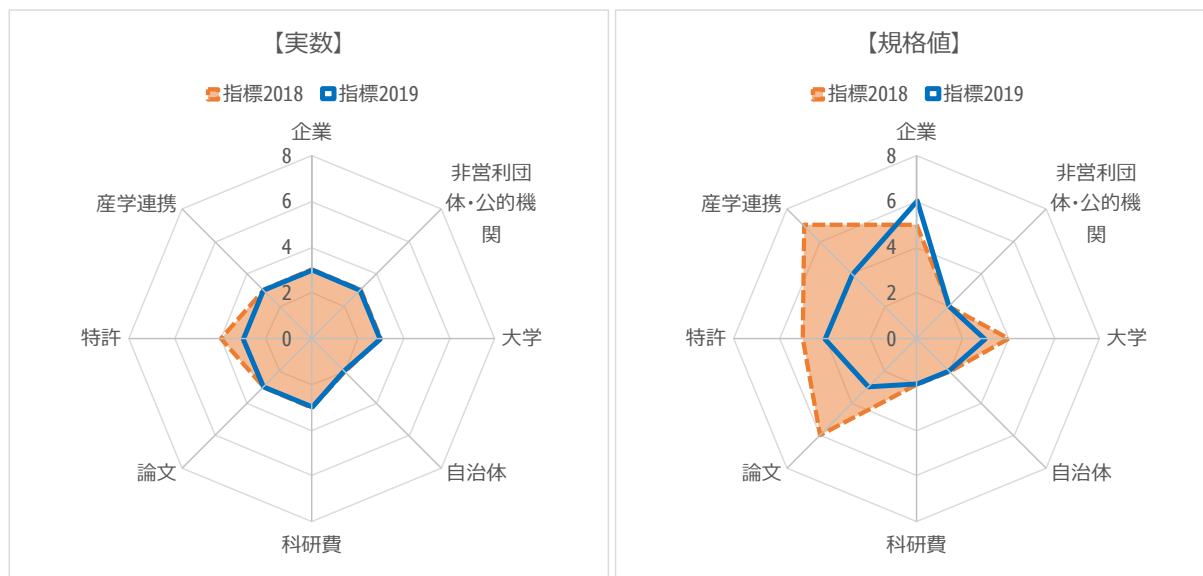 【実数】
指標2018 指標2019
企業
8
6
4
2
0
非営利団
体・公的機
関
大学
自治体
科研費
論文
特許
産学連携
【規格値】
指標2018 指標2019
企業
8
6
4
2
0
非営利団
体・公的機
関
大学
自治体
科研費
論文
特許
産学連携